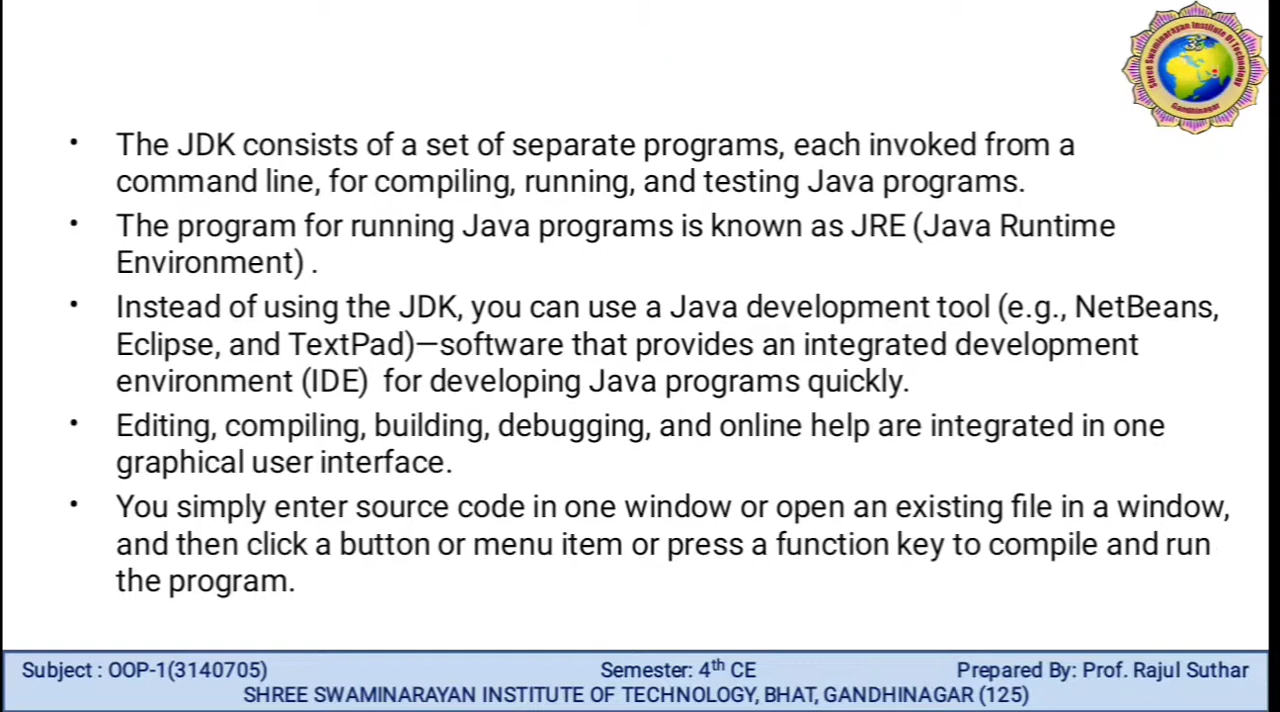 Shree Swaminarayan Institute Of Technology
Gandhinagar
• The JDK consists of a set of separate programs, each invoked from a
command line, for compiling, running, and testing Java programs.
• The program for running Java programs is known as JRE (Java Runtime
Environment) .
• Instead of using the JDK, you can use a Java development tool (e.g., NetBeans,
Eclipse, and TextPad)—software that provides an integrated development
environment (IDE) for developing Java programs quickly.
• Editing, compiling, building, debugging, and online help are integrated in one
graphical user interface.
• You simply enter source code in one window or open an existing file in a window,
and then click a button or menu item or press a function key to compile and run
the program.
Subject : OOP-1(3140705) Semester: 4th CE Prepared By: Prof. Rajul Suthar
SHREE SWAMINARAYAN INSTITUTE OF TECHNOLOGY, BHAT, GANDHINAGAR (125)